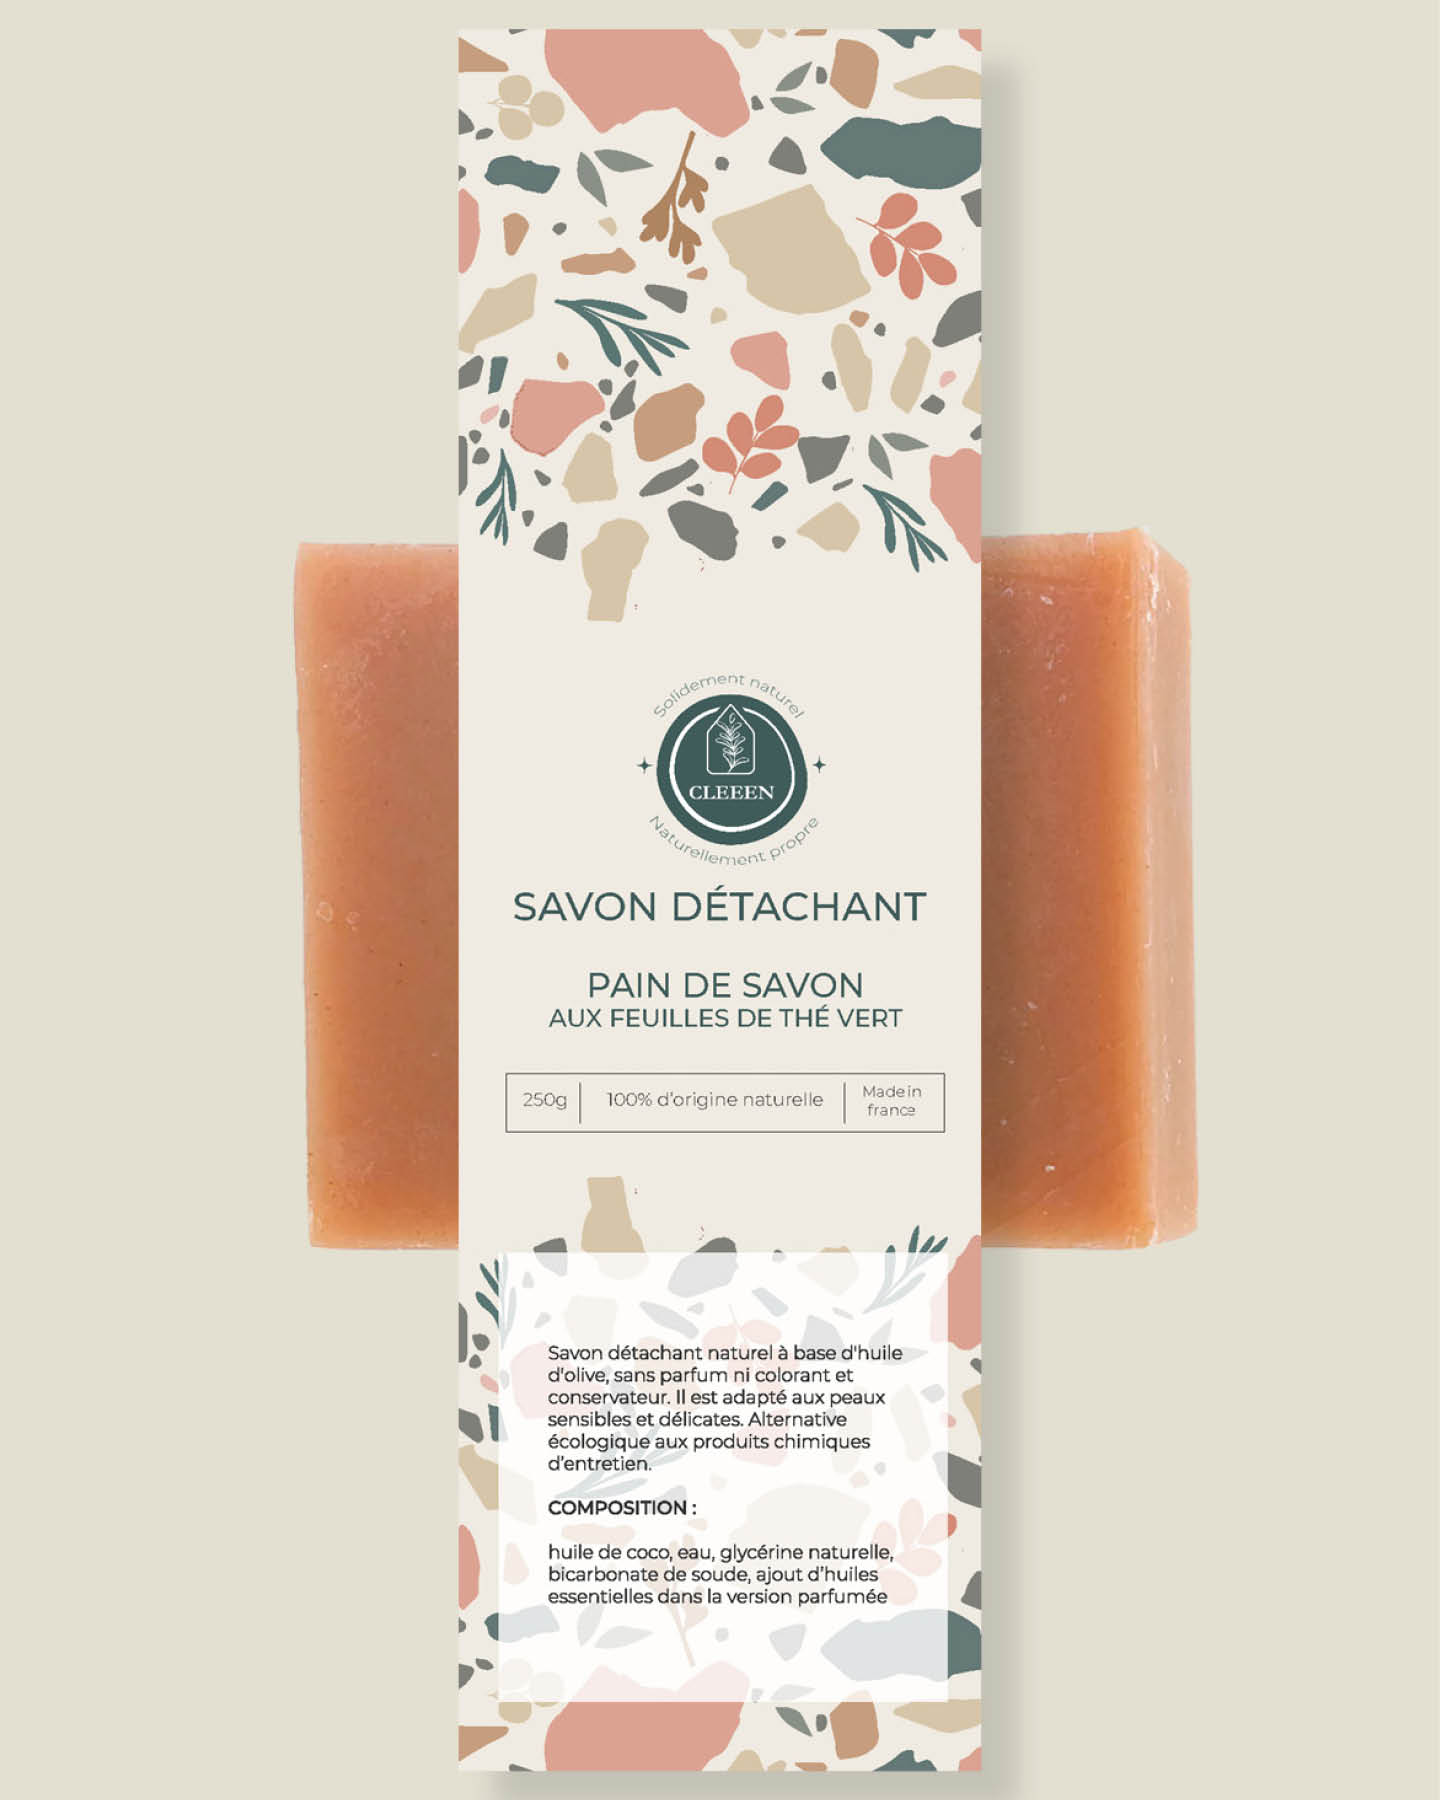 Solidement naturel
CLEEEN
Naturellement propre
SAVON DÉTACHANT
PAIN DE SAVON
AUX FEUILLES DE THÉ VERT
250g
100% d'origine naturelle
Made in
france
Savon détachant naturel à base d'huile
d'olive, sans parfum ni colorant et
conservateur. Il est adapté aux peaux
sensibles et délicates. Alternative
écologique aux produits chimiques
d'entretien.
COMPOSITION :
huile de coco, eau, glycérine naturelle,
bicarbonate de soude, ajout d'huiles
essentielles dans la version parfumée